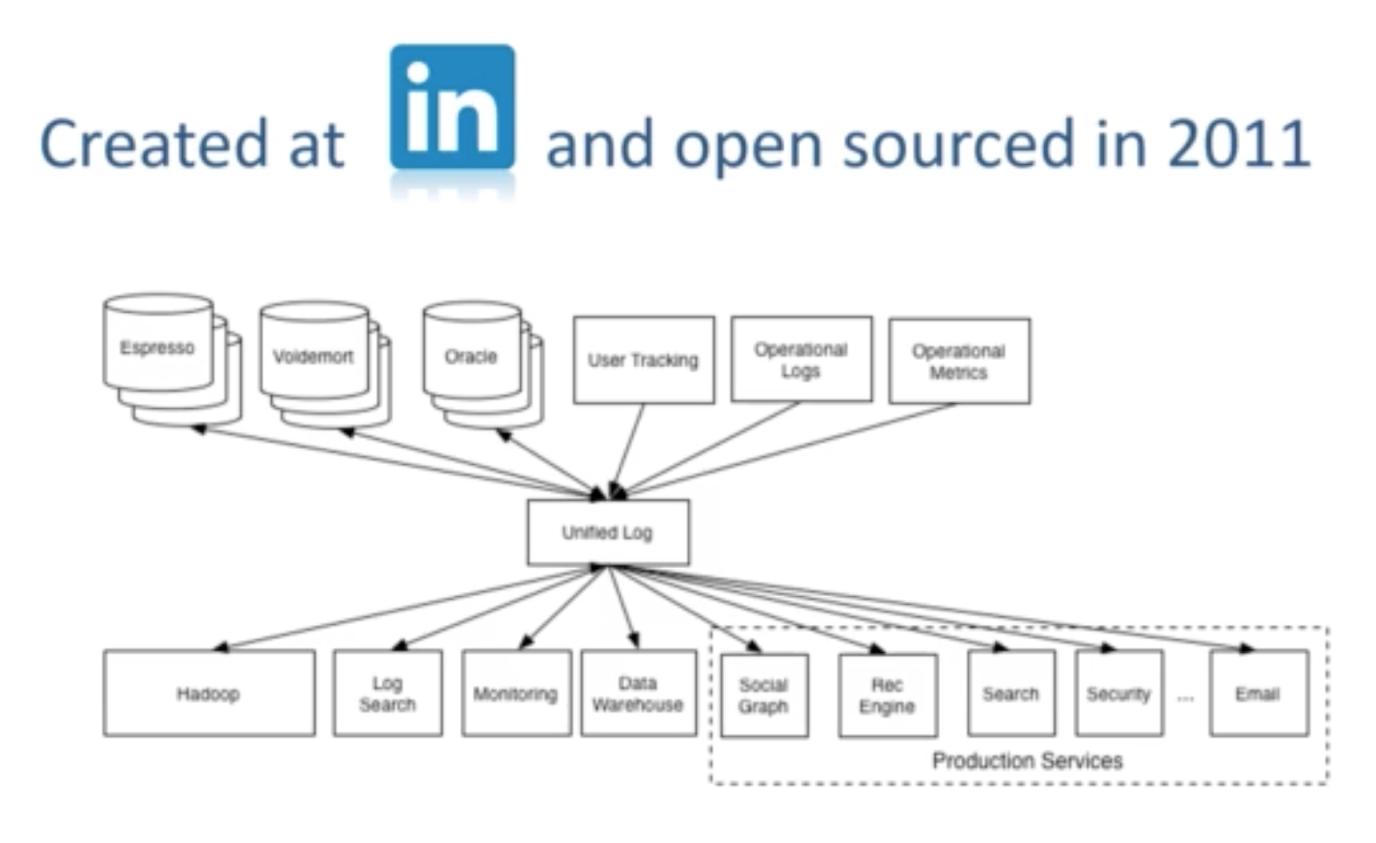 Created at in and open sourced in 2011
Espresso
Voldemort
Oracle
User Tracking
Operational
Logs
Operational
Metrics
Unified Log
Hadoop
Log
Search
Monitoring
Data
Warehouse
Social
Graph
Rec
Engine
Search
Security
...
Email
Production Services